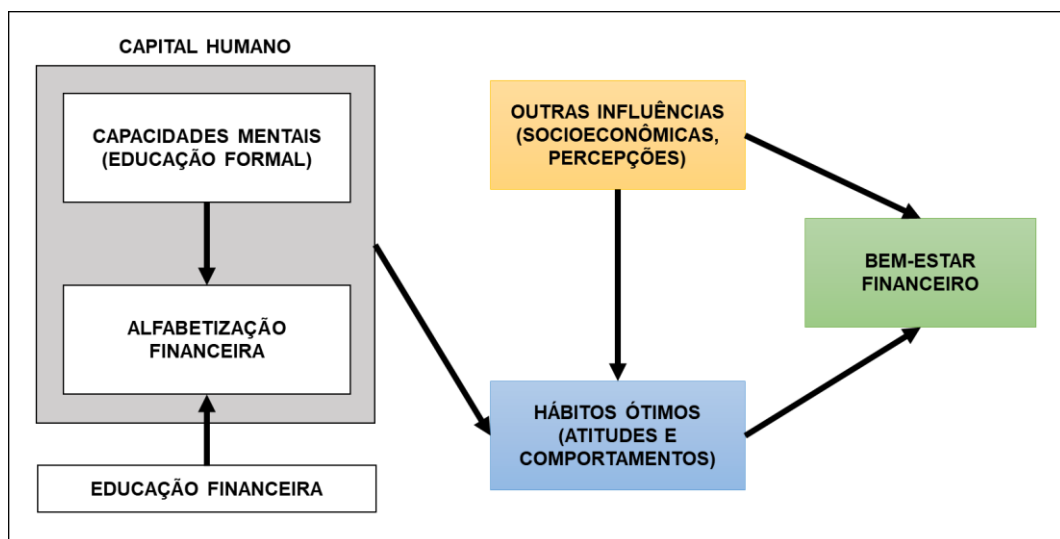 CAPITAL HUMANO
CAPACIDADES MENTAIS
(EDUCAÇÃO FORMAL)
ALFABETIZAÇÃO
FINANCEIRA
EDUCAÇÃO FINANCEIRA
OUTRAS INFLUÊNCIAS
(SOCIOECONÔMICAS,
PERCEPÇÕES)
HÁBITOS ÓTIMOS
(ATITUDES E
COMPORTAMENTOS)
BEM-ESTAR
FINANCEIRO